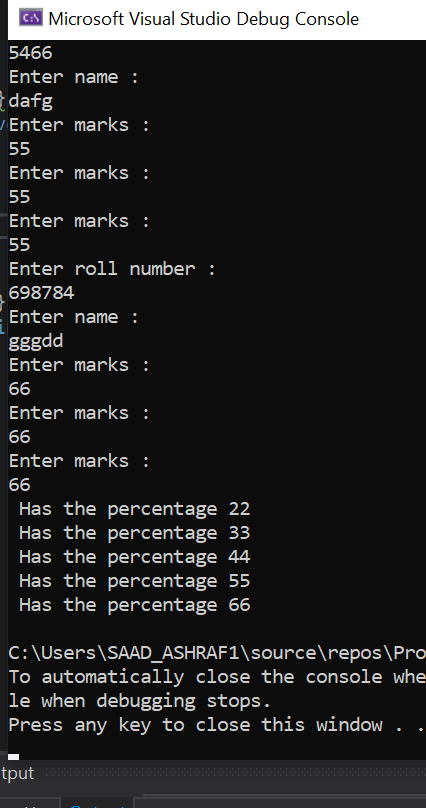 Microsoft Visual Studio Debug Console
5466
Enter name :
dafg
Enter marks :
55
Enter marks :
55
Enter marks :
55
Enter roll number :
698784
Enter name :
gggdd
Enter marks :
66
Enter marks :
66
Enter marks :
66
Has the percentage 22
Has the percentage 33
Has the percentage 44
Has the percentage 55
Has the percentage 66
C:\Users\SAAD_ASHRAF1\source\repos\Pro
To automatically close the console whe
le when debugging stops.
Press any key to close this window . .
tput